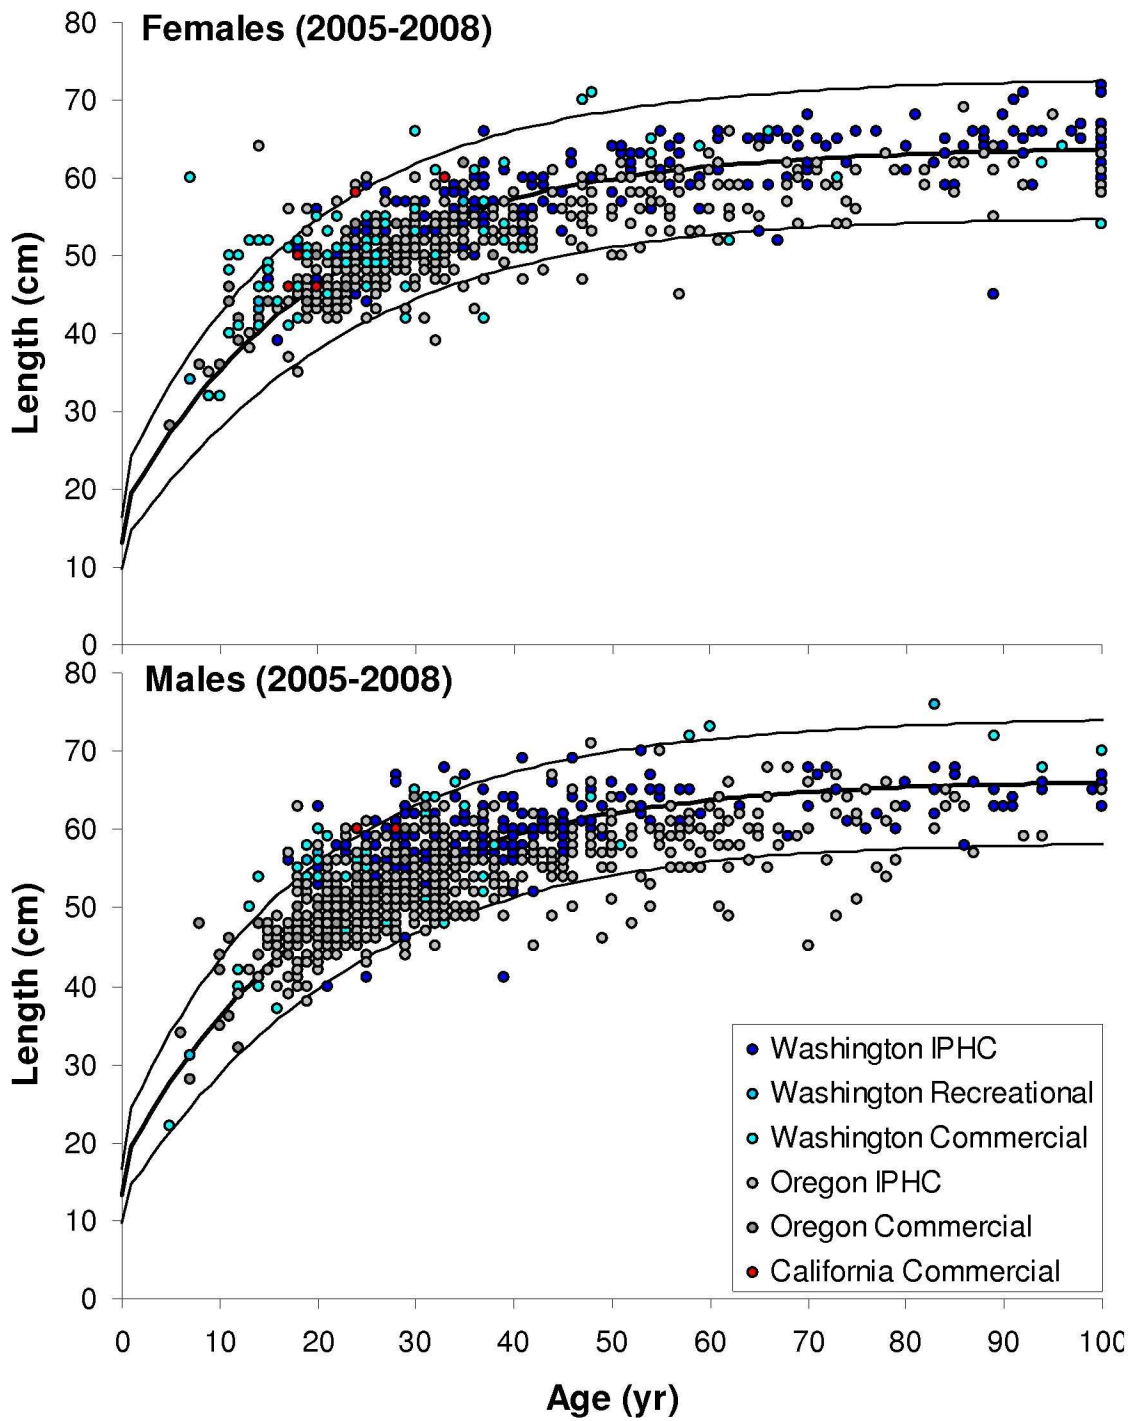 Females (2005-2008)
80
70
60
50
40
30
20
10
0
Length (cm)
Males (2005-2008)
80
70
60
50
40
30
20
10
0
Length (cm)
Washington IPHC
Washington Recreational
Washington Commercial
Oregon IPHC
Oregon Commercial
California Commercial
0 10 20 30 40 50 60 70 80 90 100
Age (yr)